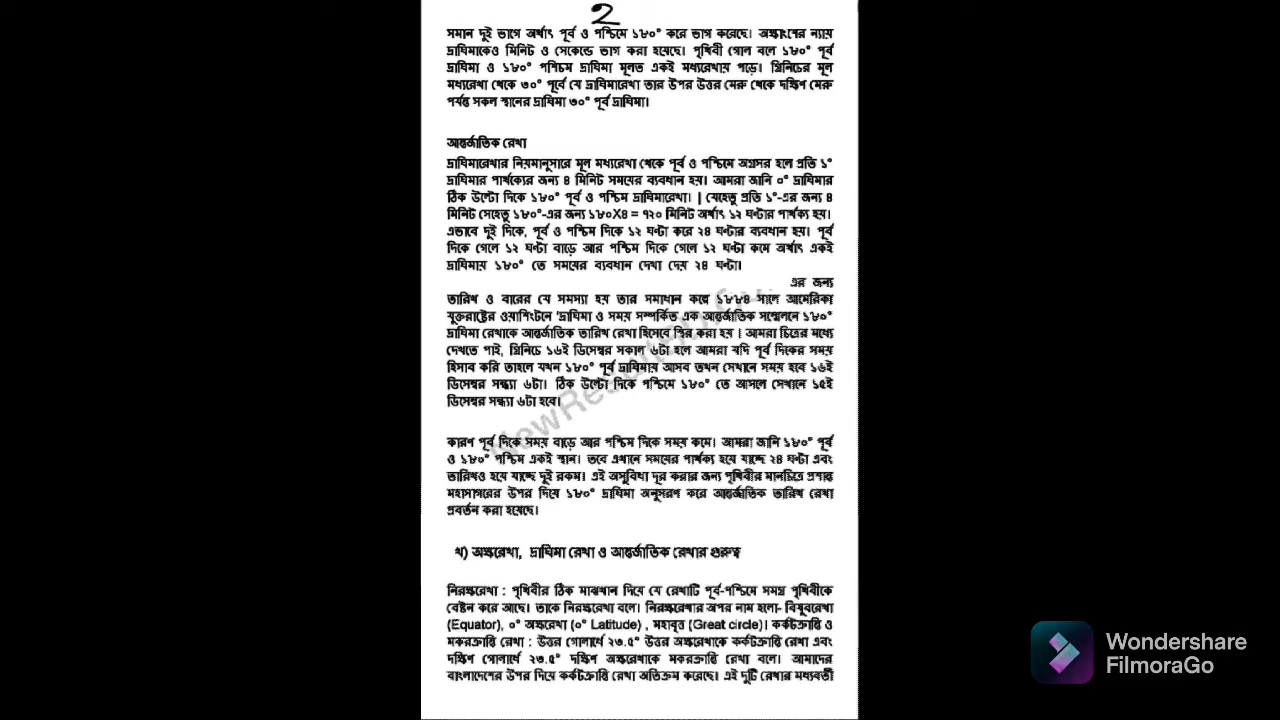 2
সমান দুই ভাগে অর্থাৎ পূর্ব ও পশ্চিমে ১৮০° করে ভাগ করেছে। অক্ষাংশের ন্যায়
দ্রাঘিমাকেও মিনিট ও সেকেন্ডে ভাগ করা হয়েছে। পৃথিবী গোল বলে ১৮০° পূর্ব
দ্রাঘিমা ও ১৮০° পশ্চিম দ্রাঘিমা মূলত একই মধ্যরেখায় পড়ে। গ্রিনিচের মূল
মধ্যরেখা থেকে ৩০° পূর্বে যে দ্রাঘিমারেখা তার উপর উত্তর মেরু থেকে দক্ষিণ মেরু
পর্যন্ত সকল স্থানের দ্রাঘিমা ৩০° পূর্ব দ্রাঘিমা।
আন্তর্জাতিক রেখা
দ্রাঘিমারেখার নিয়মানুসারে মূল মধ্যরেখা থেকে পূর্ব ও পশ্চিমে অগ্রসর হলে প্রতি ১°
দ্রাঘিমার পার্থক্যের জন্য ৪ মিনিট সময়ের ব্যবধান হয়। আমরা জানি ০° দ্রাঘিমার
ঠিক উল্টো দিকে ১৮০° পূর্ব ও পশ্চিম দ্রাঘিমারেখা। | যেহেতু প্রতি ১°-এর জন্য ৪
মিনিট সেহেতু ১৮০°-এর জন্য ১৮০X৪ = ৭২০ মিনিট অর্থাৎ ১২ ঘণ্টার পার্থক্য হয়।
এভাবে দুই দিকে, পূর্ব ও পশ্চিম দিকে ১২ ঘণ্টা করে ২৪ ঘণ্টার ব্যবধান হয়। পূর্ব
দিকে গেলে ১২ ঘণ্টা বাড়ে আর পশ্চিম দিকে গেলে ১২ ঘণ্টা কমে অর্থাৎ একই
দ্রাঘিমায় ১৮০° তে সময়ের ব্যবধান দেখা দেয় ২৪ ঘণ্টা।
এর জন্য
তারিখ ও বারের যে সমস্যা হয় তার সমাধান কল্পে ১৮৮৪ সালে আমেরিকা
যুক্তরাষ্ট্রের ওয়াশিংটনে 'দ্রাঘিমা ও সময় সম্পর্কিত এক আন্তর্জাতিক সম্মেলনে ১৮০°
দ্রাঘিমা রেখাকে আন্তর্জাতিক তারিখ রেখা হিসেবে স্থির করা হয় । আমরা চিত্রের মধ্যে
দেখতে পাই, গ্রিনিচে ১৬ই ডিসেম্বর সকাল ৬টা হলে আমরা যদি পূর্ব দিকের সময়
হিসাব করি তাহলে যখন ১৮০° পূর্ব দ্রাঘিমায় আসব তখন সেখানে সময় হবে ১৬ই
ডিসেম্বর সন্ধ্যা ৬টা। ঠিক উল্টো দিকে পশ্চিমে ১৮০° তে আসলে সেখানে ১৫ই
ডিসেম্বর সন্ধ্যা ৬টা হবে।
কারণ পূর্ব দিকে সময় বাড়ে আর পশ্চিম দিকে সময় কমে। আমরা জানি ১৮০° পূর্ব
ও ১৮০° পশ্চিম একই স্থান। তবে এখানে সময়ের পার্থক্য হয়ে যাচ্ছে ২৪ ঘণ্টা এবং
তারিখও হয়ে যাচ্ছে দুই রকম। এই অসুবিধা দূর করার জন্য পৃথিবীর মানচিত্রে প্রশান্ত
মহাসাগরের উপর দিয়ে ১৮০° দ্রাঘিমা অনুসরণ করে আন্তর্জাতিক তারিখ রেখা
প্রবর্তন করা হয়েছে।
খ) অক্ষরেখা, দ্রাঘিমা রেখা ও আন্তর্জাতিক রেখার গুরুত্ব
নিরক্ষরেখা : পৃথিবীর ঠিক মাঝখান দিয়ে যে রেখাটি পূর্ব-পশ্চিমে সমগ্র পৃথিবীকে
বেষ্টন করে আছে। তাকে নিরক্ষরেখা বলে। নিরক্ষরেখার অপর নাম হলো- বিষুবরেখা
(Equator), ০° অক্ষরেখা (০° Latitude) , মহাবৃত্ত (Great circle)। কর্কটক্রান্তি ও
মকরক্রান্তি রেখা : উত্তর গোলার্ধে ২৩.৫° উত্তর অক্ষরেখাকে কর্কটক্রান্তি রেখা এবং
দক্ষিণ গোলার্ধে ২৩.৫° দক্ষিণ অক্ষরেখাকে মকরক্রান্তি রেখা বলে। আমাদের
বাংলাদেশের উপর দিয়ে কর্কটক্রান্তি রেখা অতিক্রম করেছে। এই দুটি রেখার মধ্যবর্তী
Wondershare
FilmoraGo